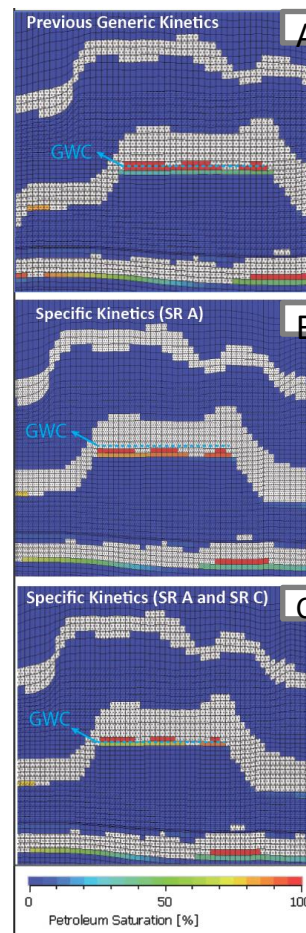 Previous Generic Kinetics
A
GWC
Specific Kinetics (SR A)
B
GWC
Specific Kinetics (SR A and SR C)
C
GWC
0 50 100
Petroleum Saturation [%]